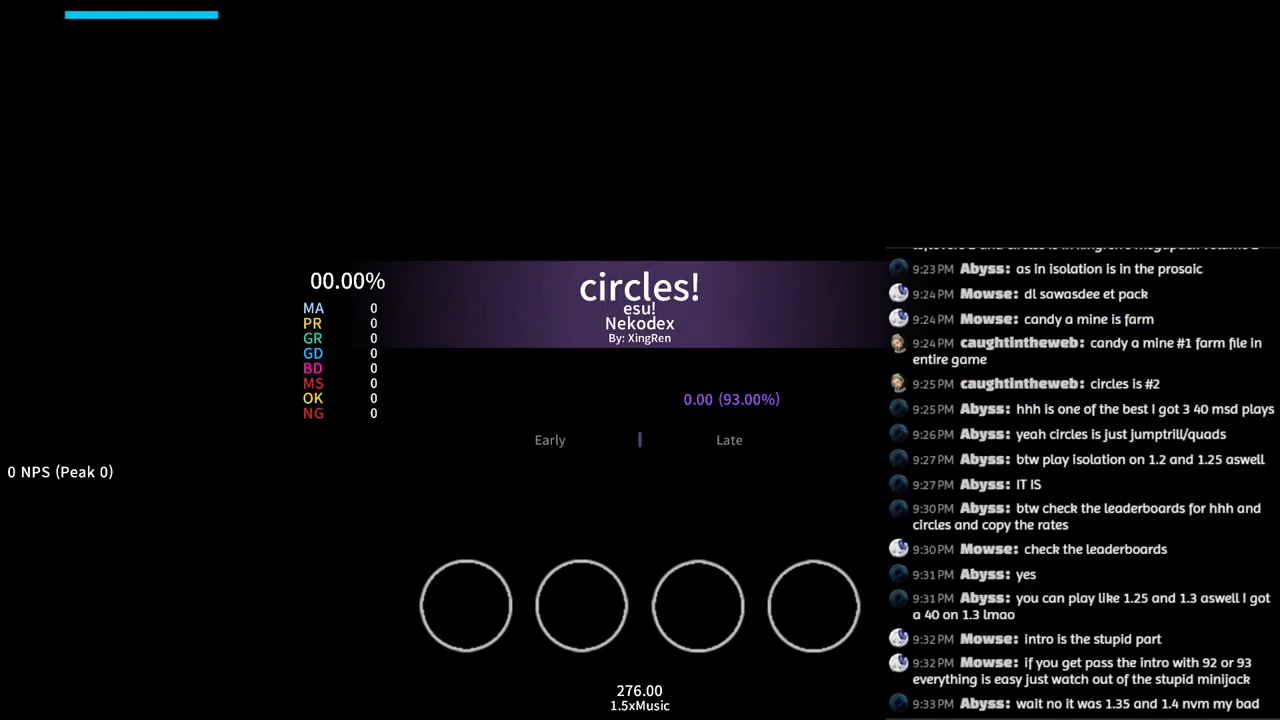 00.00%
MA 0
PR 0
GR 0
GD 0
BD 0
MS 0
OK 0
NG 0
0 NPS (Peak 0)
circles!
esu!
Nekodex
By: XingRen
0.00 (93.00%)
Early
Late
276.00
1.5xMusic
9:23 PM Abyss: as in isolation is in the prosaic
9:24 PM Mowse: dl sawasdee et pack
9:24 PM Mowse: candy a mine is farm
9:24 PM caughtintheweb: candy a mine #1 farm file in
entire game
9:25 PM caughtintheweb: circles is #2
9:25 PM Abyss: hhh is one of the best I got 3 40 msd plays
9:26 PM Abyss: yeah circles is just jumptrill/quads
9:27 PM Abyss: btw play isolation on 1.2 and 1.25 aswell
9:27 PM Abyss: IT IS
9:30 PM Abyss: btw check the leaderboards for hhh and
circles and copy the rates
9:30 PM Mowse: check the leaderboards
9:31 PM Abyss: yes
9:31 PM Abyss: you can play like 1.25 and 1.3 aswell I got
a 40 on 1.3 lmao
9:32 PM Mowse: intro is the stupid part
9:32 PM Mowse: if you get pass the intro with 92 or 93
everything is easy just watch out of the stupid minijack
9:33 PM Abyss: wait no it was 1.35 and 1.4 nvm my bad